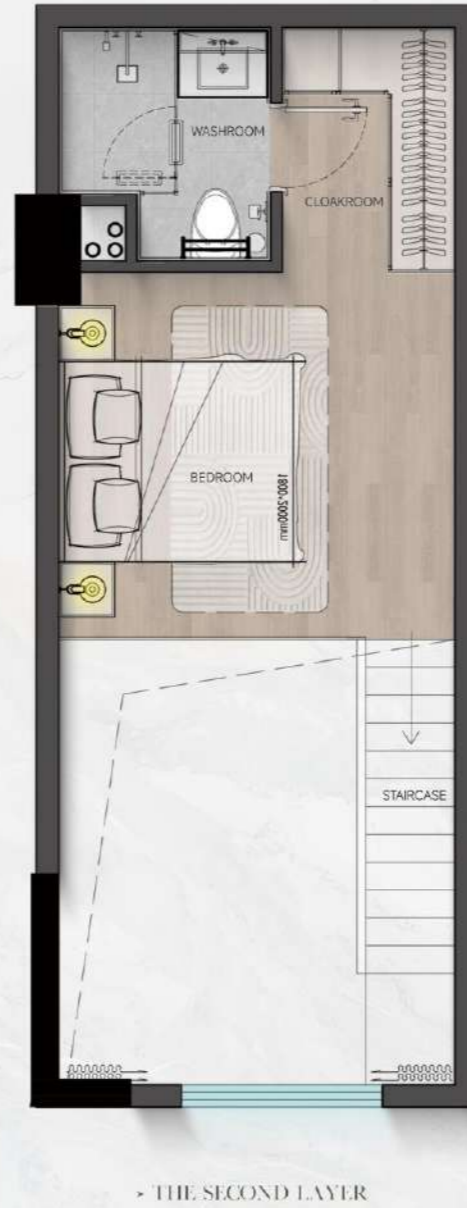 WASHROOM
CLOAKROOM
BEDROOM
1800*2000mm
STAIRCASE
> THE SECOND LAYER